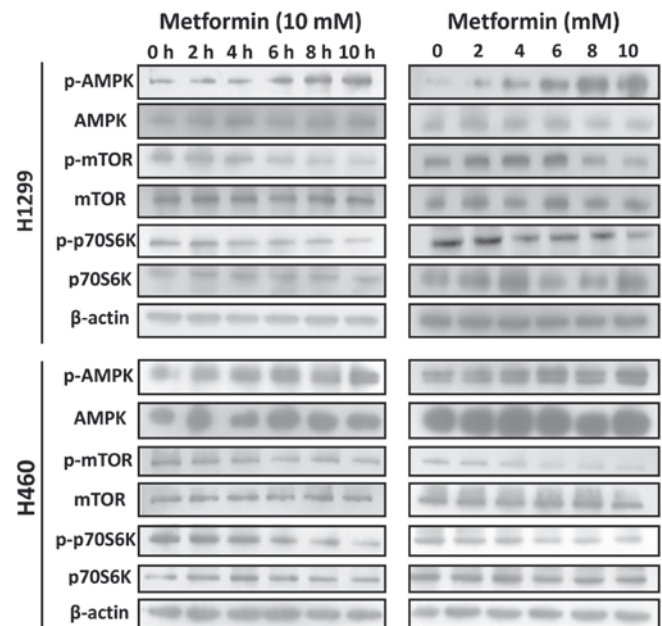 Metformin (10 mM) Metformin (mM)
0 h 2 h 4 h 6 h 8 h 10 h 0 2 4 6 8 10
H1299
p-AMPK
AMPK
p-mTOR
mTOR
p-p70S6K
p70S6K
β-actin
H460
p-AMPK
AMPK
p-mTOR
mTOR
p-p70S6K
p70S6K
β-actin